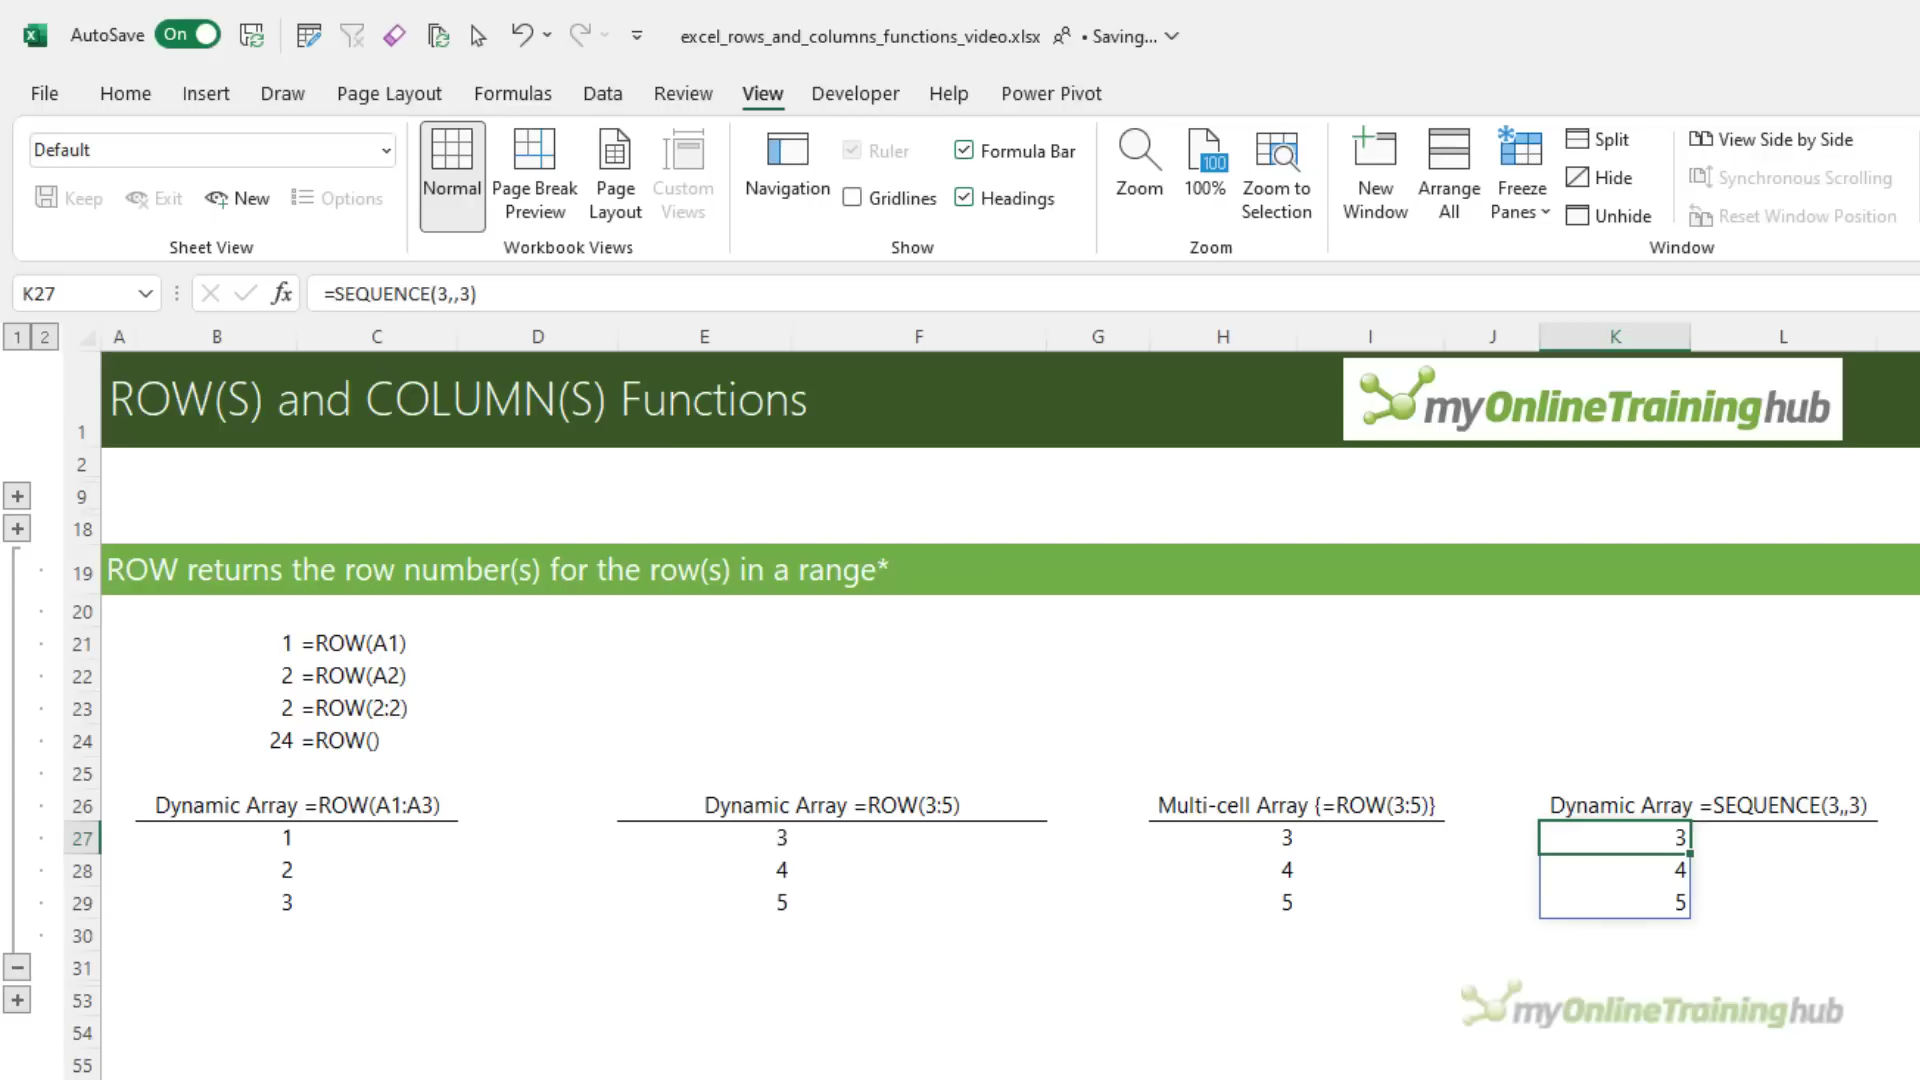 AutoSave On excel_rows_and_columns_functions_video.xlsx • Saving...
File Home Insert Draw Page Layout Formulas Data Review View Developer Help Power Pivot
Default
Keep Exit New Options
Sheet View
Normal Page Break Preview Page Layout Custom Views
Workbook Views
Navigation Ruler Formula Bar
Gridlines Headings
Show
Zoom 100 100% Zoom to Selection
Zoom
New Window Arrange All Freeze Panes Split Hide Unhide
View Side by Side
Synchronous Scrolling
Reset Window Position
Window
K27 fx =SEQUENCE(3,,3)
1 2 A B C D E F G H I J K L
1 ROW(S) and COLUMN(S) Functions myOnlineTraininghub
2
9
18
19 ROW returns the row number(s) for the row(s) in a range*
20
21 1 =ROW(A1)
22 2 =ROW(A2)
23 2 =ROW(2:2)
24 24 =ROW()
25
26 Dynamic Array =ROW(A1:A3) Dynamic Array =ROW(3:5) Multi-cell Array {=ROW(3:5)} Dynamic Array =SEQUENCE(3,,3)
27 1 3 3 3
28 2 4 4 4
29 3 5 5 5
30
31
53
myOnlineTraininghub
54
55